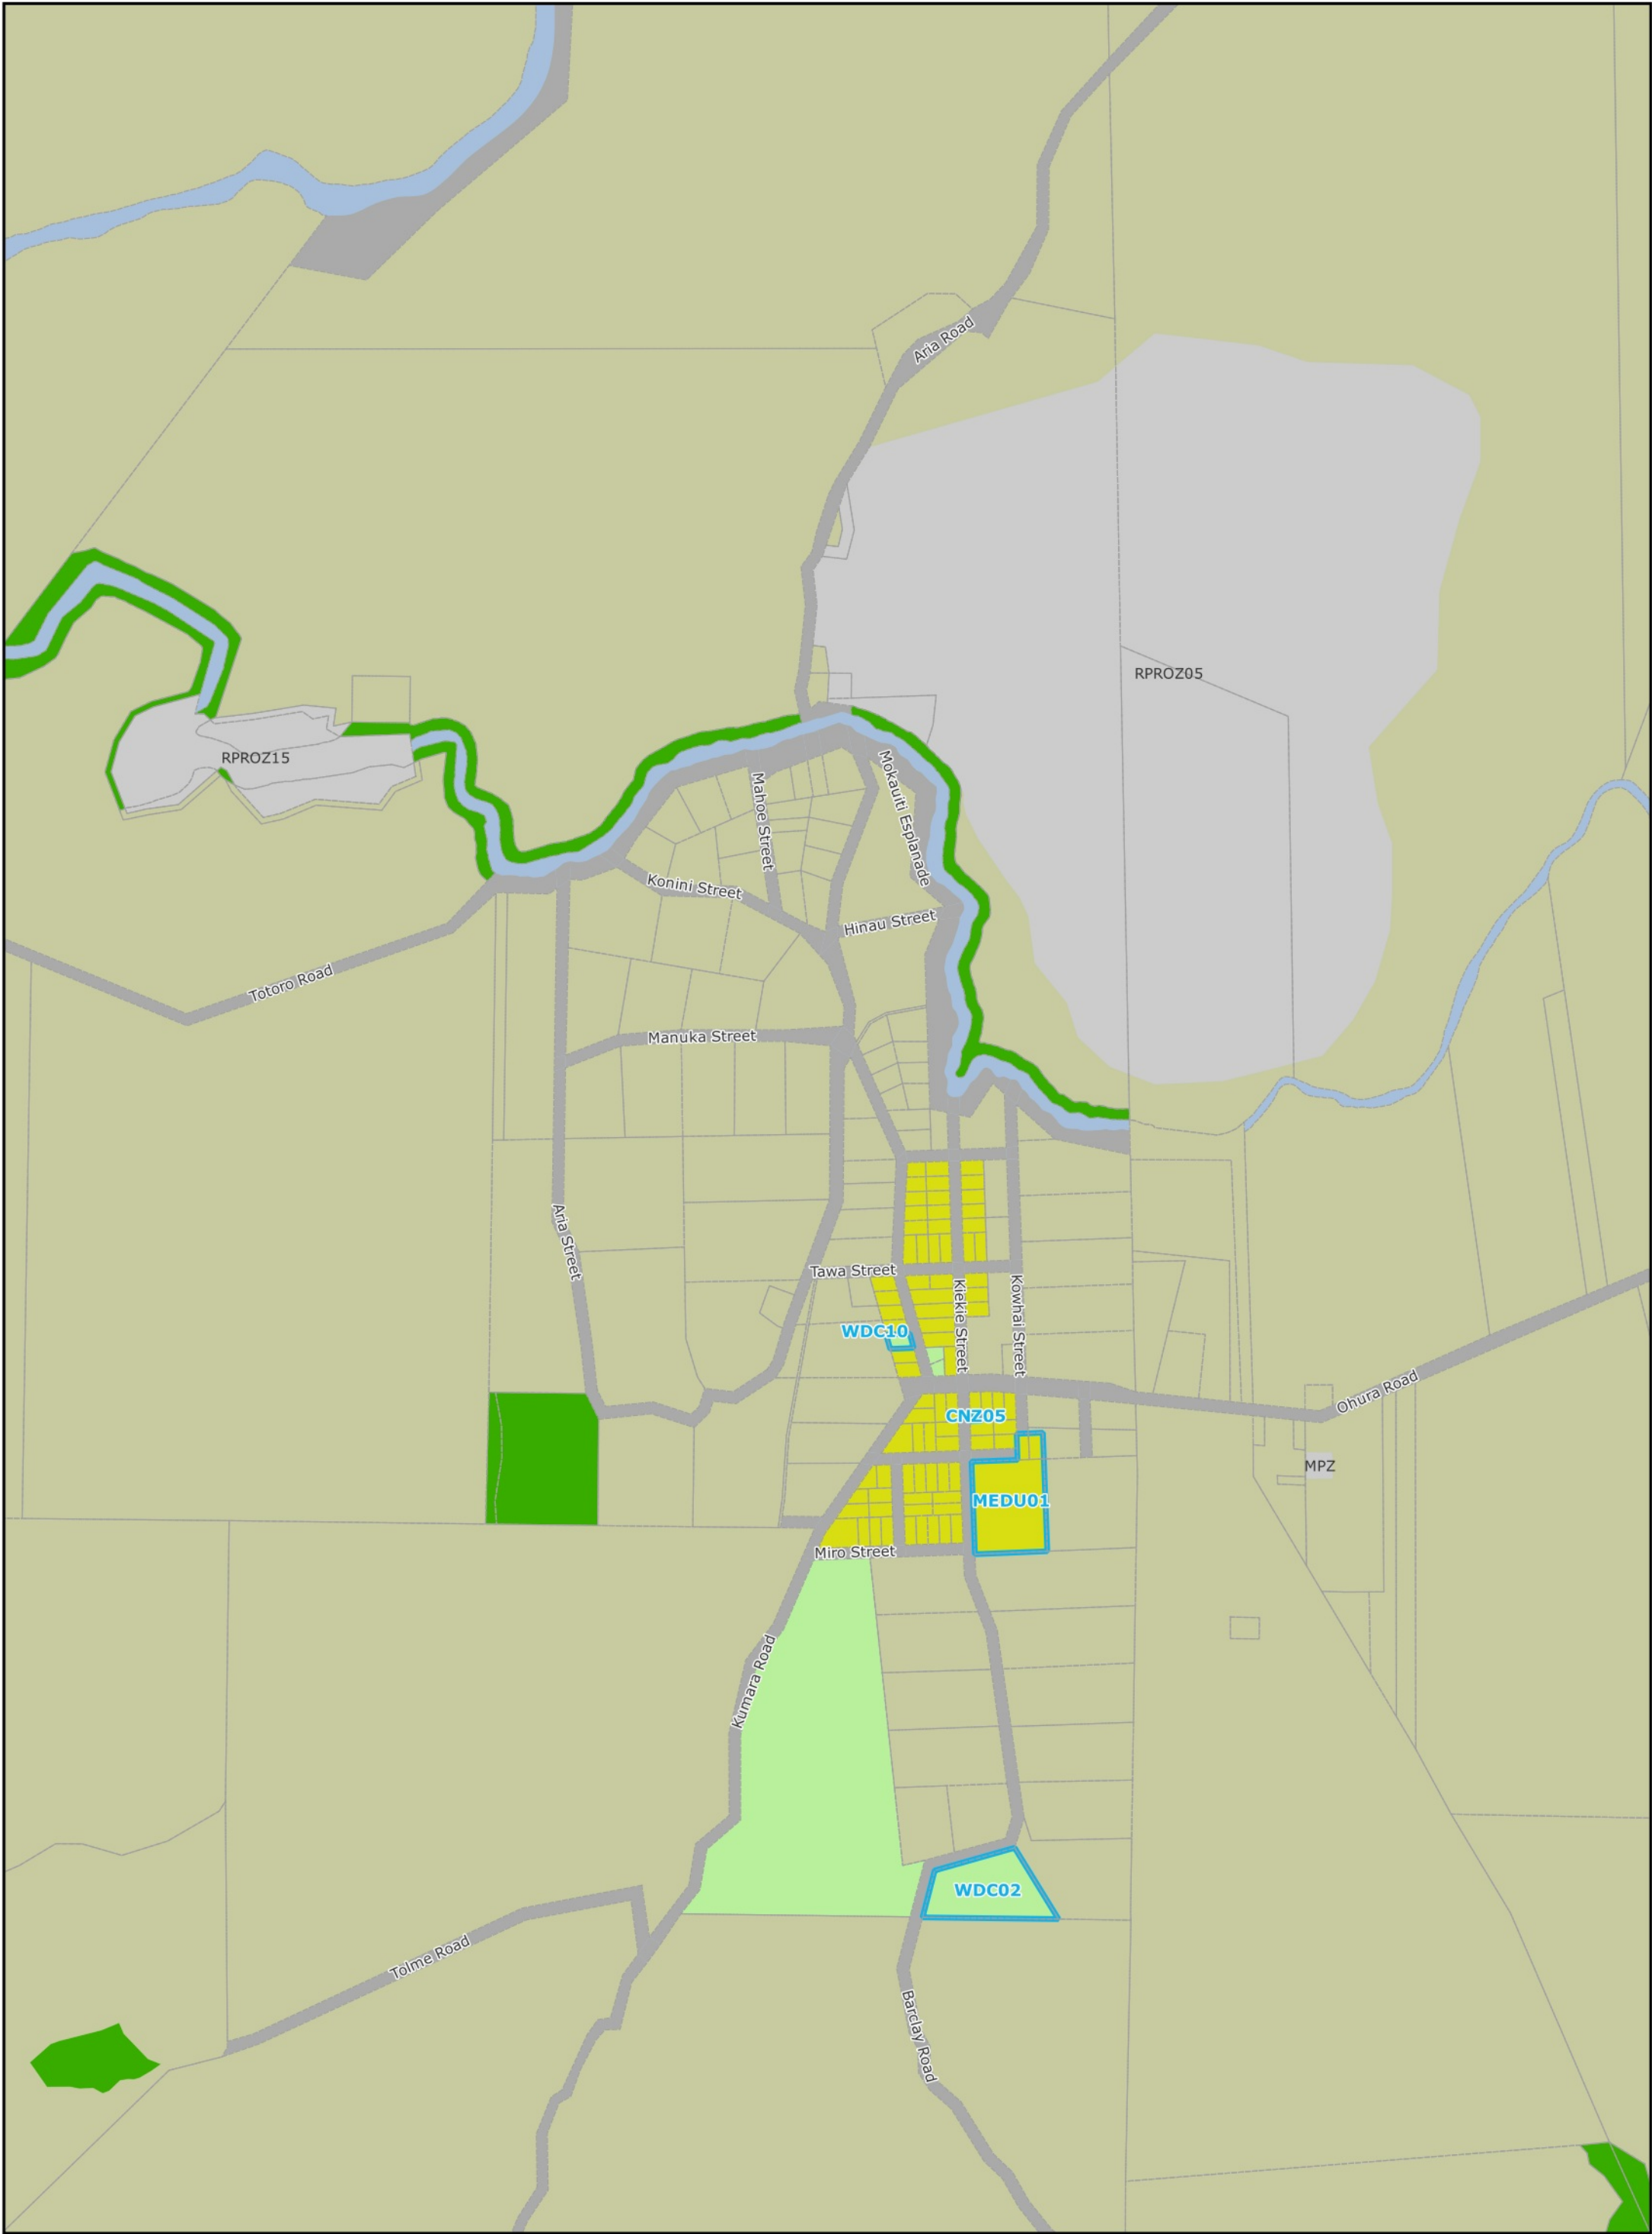 Aria Road
RPROZ05
RPROZ15
Mahoe Street
Mokauiti Esplanade
Konini Street
Hinau Street
Totoro Road
Manuka Street
Aria Street
Tawa Street
Kiekie Street
Kowhai Street
WDC10
Ohura Road
CNZ05
MPZ
MEDU01
Miro Street
Kumara Road
WDC02
Tolme Road
Barclay Road